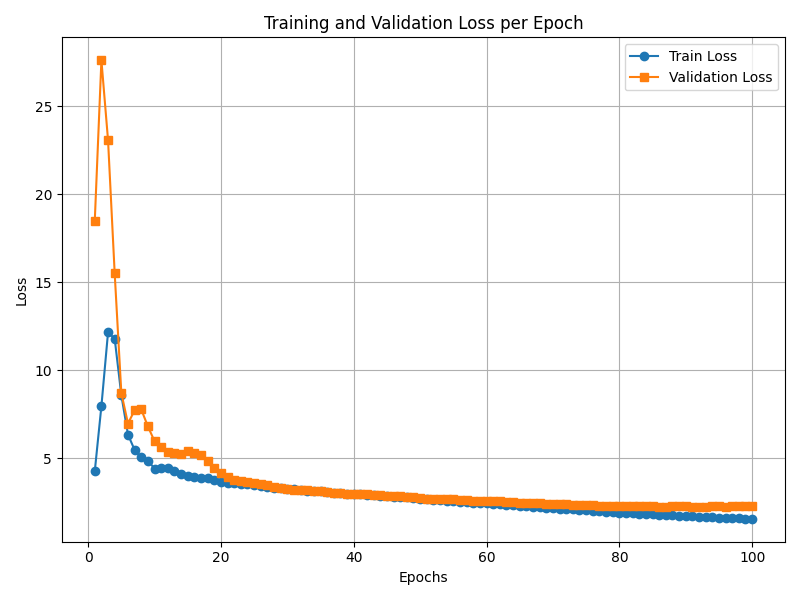 Training and Validation Loss per Epoch
Train Loss
Validation Loss
Loss
25
20
15
10
5
0 20 40 60 80 100
Epochs